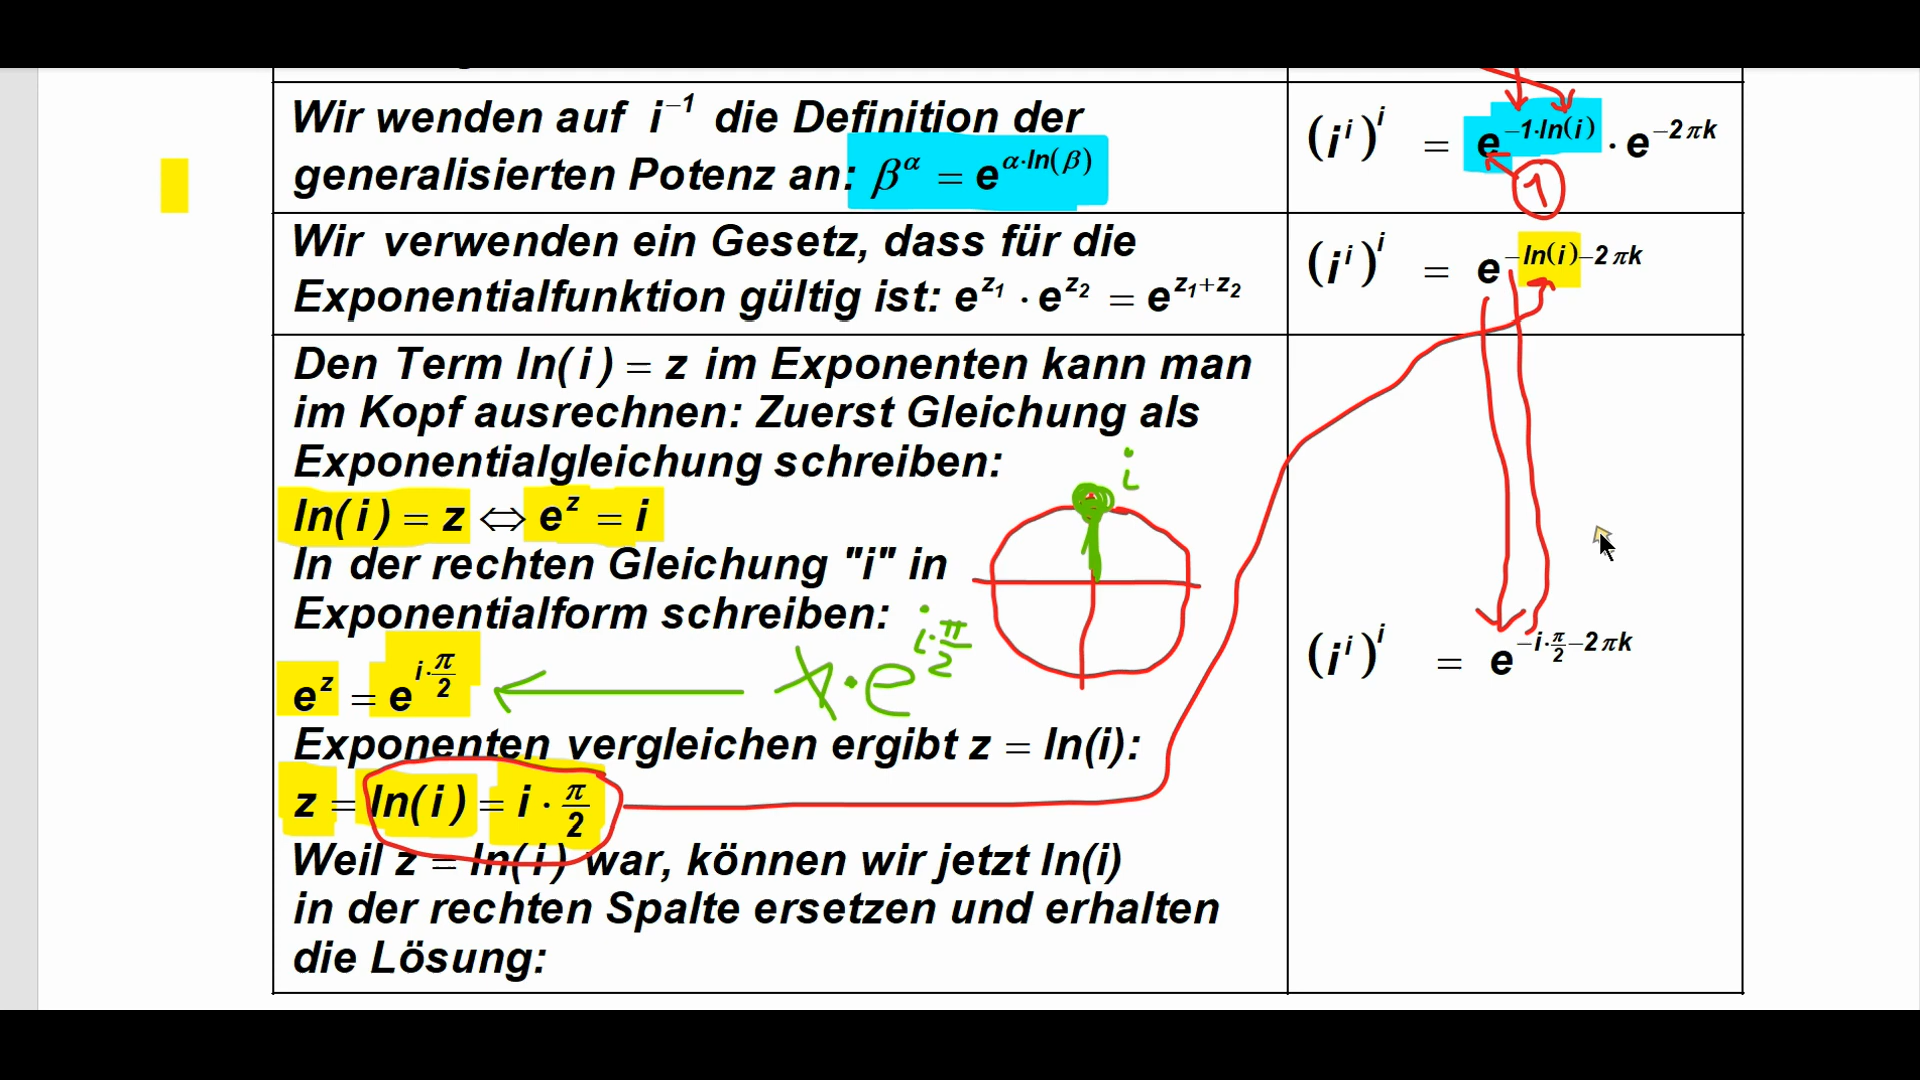 Wir wenden auf i⁻¹ die Definition der
generalisierten Potenz an: β^α = e^(α·ln(β))
(i^i)^i = e^(−1·ln(i)) · e^(−2πk)
1
Wir verwenden ein Gesetz, dass für die
Exponentialfunktion gültig ist: e^(z₁) · e^(z₂) = e^(z₁+z₂)
(i^i)^i = e^(−ln(i)−2πk)
Den Term ln(i) = z im Exponenten kann man
im Kopf ausrechnen: Zuerst Gleichung als
Exponentialgleichung schreiben:
ln(i) = z ⇔ e^z = i
i
In der rechten Gleichung "i" in
Exponentialform schreiben:
e^z = e^(i·π/2)
1·e^(i·π/2)
Exponenten vergleichen ergibt z = ln(i):
z = ln(i) = i · π/2
Weil z = ln(i) war, können wir jetzt ln(i)
in der rechten Spalte ersetzen und erhalten
die Lösung:
(i^i)^i = e^(−i·π/2−2πk)